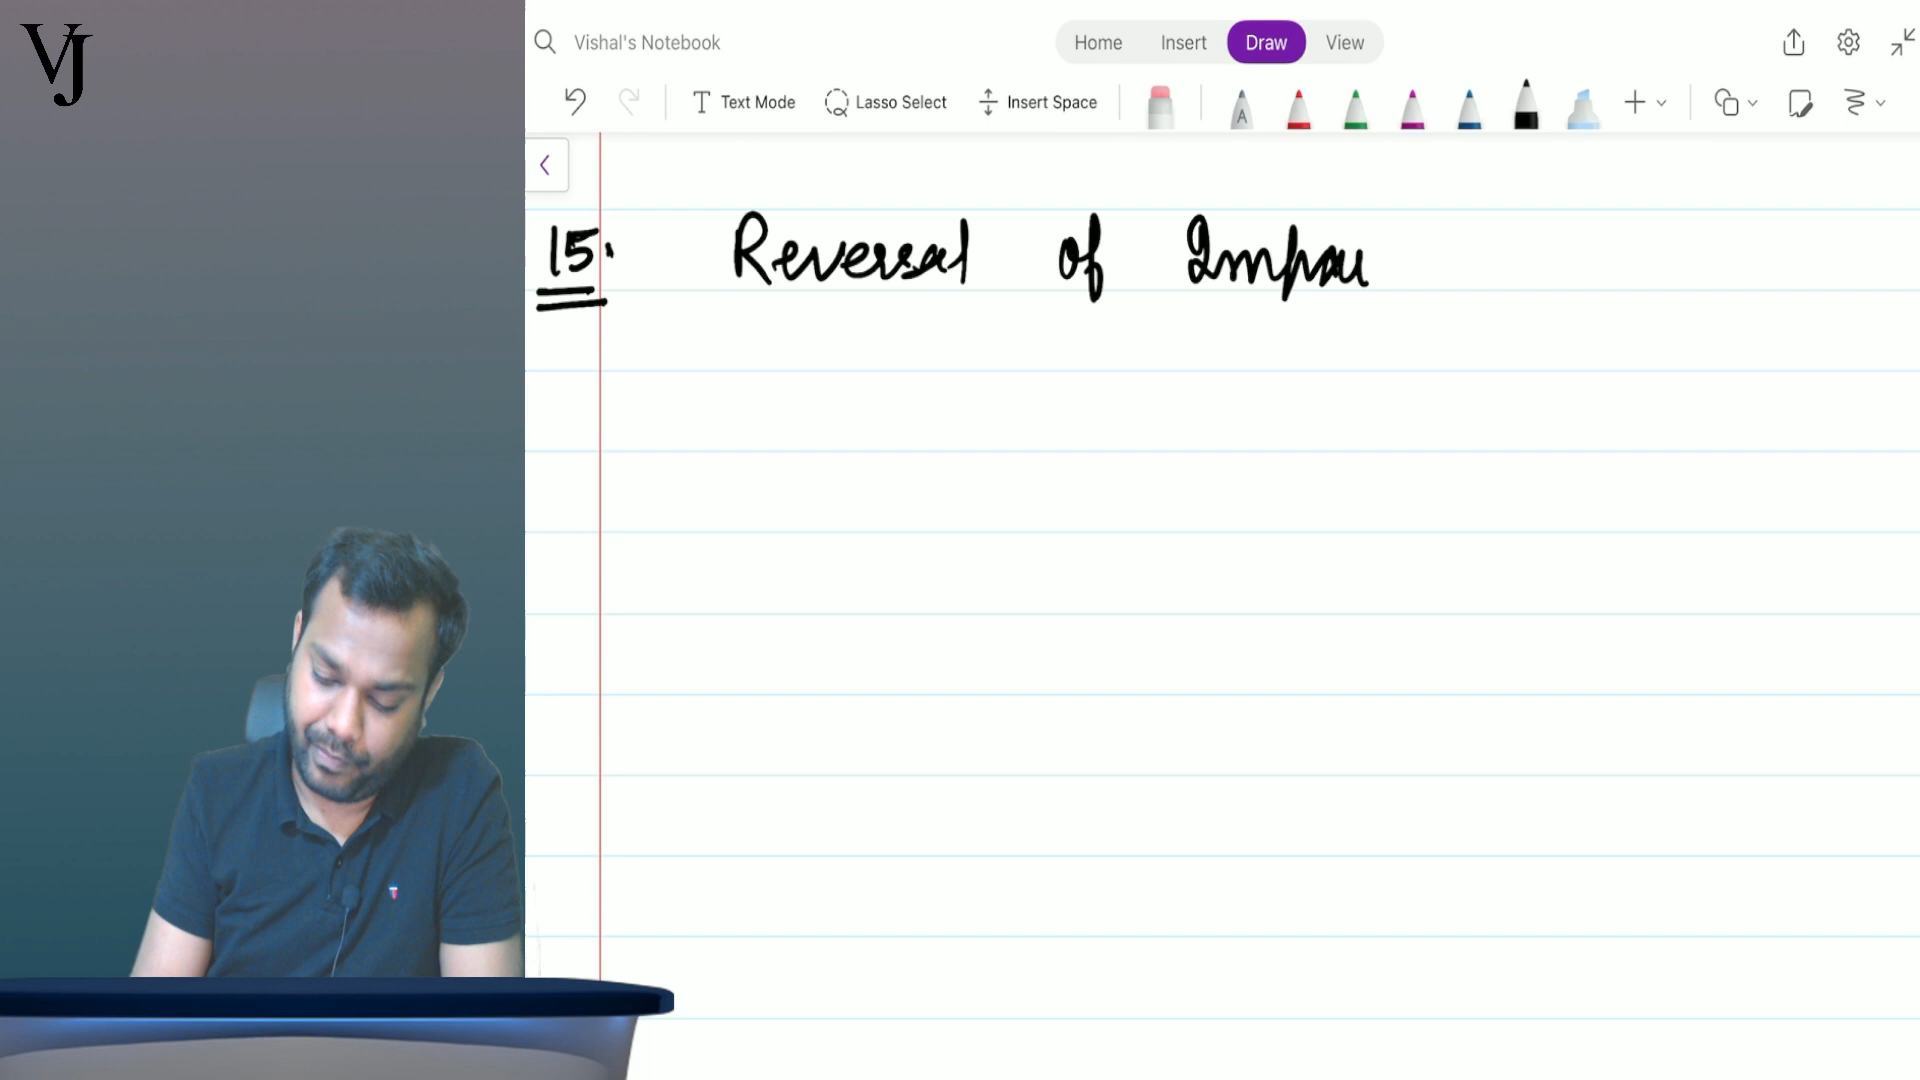 VJ
Vishal's Notebook
Home Insert Draw View
Text Mode Lasso Select Insert Space
A
15. Reversal of Impai